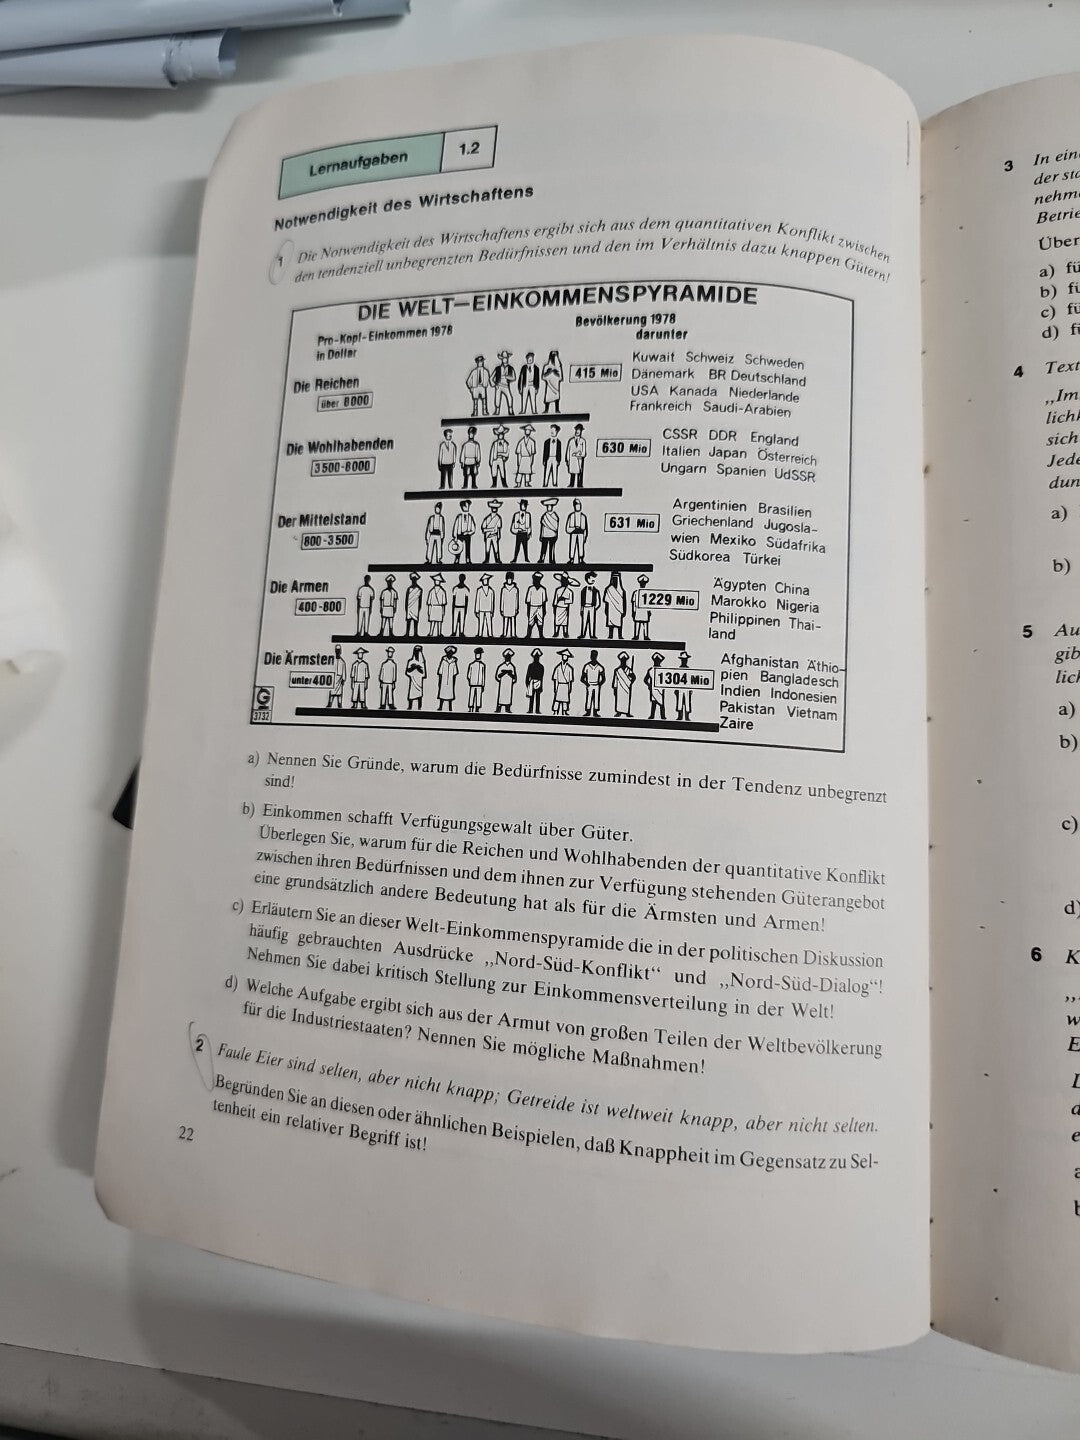 Lernaufgaben 1.2
Notwendigkeit des Wirtschaftens
1 Die Notwendigkeit des Wirtschaftens ergibt sich aus dem quantitativen Konflikt zwischen
den tendenziell unbegrenzten Bedürfnissen und den im Verhältnis dazu knappen Gütern!
DIE WELT—EINKOMMENSPYRAMIDE
Pro-Kopf-Einkommen 1978
in Dollar
Bevölkerung 1978
darunter
Die Reichen
über 8000
415 Mio
Kuwait Schweiz Schweden
Dänemark BR Deutschland
USA Kanada Niederlande
Frankreich Saudi-Arabien
Die Wohlhabenden
3500-8000
630 Mio
CSSR DDR England
Italien Japan Österreich
Ungarn Spanien UdSSR
Der Mittelstand
800-3500
631 Mio
Argentinien Brasilien
Griechenland Jugosla-
wien Mexiko Südafrika
Südkorea Türkei
Die Armen
400-800
1229 Mio
Ägypten China
Marokko Nigeria
Philippinen Thai-
land
Die Ärmsten
unter 400
1304 Mio
Afghanistan Äthio-
pien Bangladesch
Indien Indonesien
Pakistan Vietnam
Zaire
G
3732
a) Nennen Sie Gründe, warum die Bedürfnisse zumindest in der Tendenz unbegrenzt
sind!
b) Einkommen schafft Verfügungsgewalt über Güter.
Überlegen Sie, warum für die Reichen und Wohlhabenden der quantitative Konflikt
zwischen ihren Bedürfnissen und dem ihnen zur Verfügung stehenden Güterangebot
eine grundsätzlich andere Bedeutung hat als für die Ärmsten und Armen!
c) Erläutern Sie an dieser Welt-Einkommenspyramide die in der politischen Diskussion
häufig gebrauchten Ausdrücke „Nord-Süd-Konflikt“ und „Nord-Süd-Dialog“!
Nehmen Sie dabei kritisch Stellung zur Einkommensverteilung in der Welt!
d) Welche Aufgabe ergibt sich aus der Armut von großen Teilen der Weltbevölkerung
für die Industriestaaten? Nennen Sie mögliche Maßnahmen!
2 Faule Eier sind selten, aber nicht knapp; Getreide ist weltweit knapp, aber nicht selten.
Begründen Sie an diesen oder ähnlichen Beispielen, daß Knappheit im Gegensatz zu Sel-
tenheit ein relativer Begriff ist!
22
3 In
der
Über
a)
b)
c)
d)
4 Text
„Im
sich
Jede
a)
b)
5
a)
b)
c)
d)
6